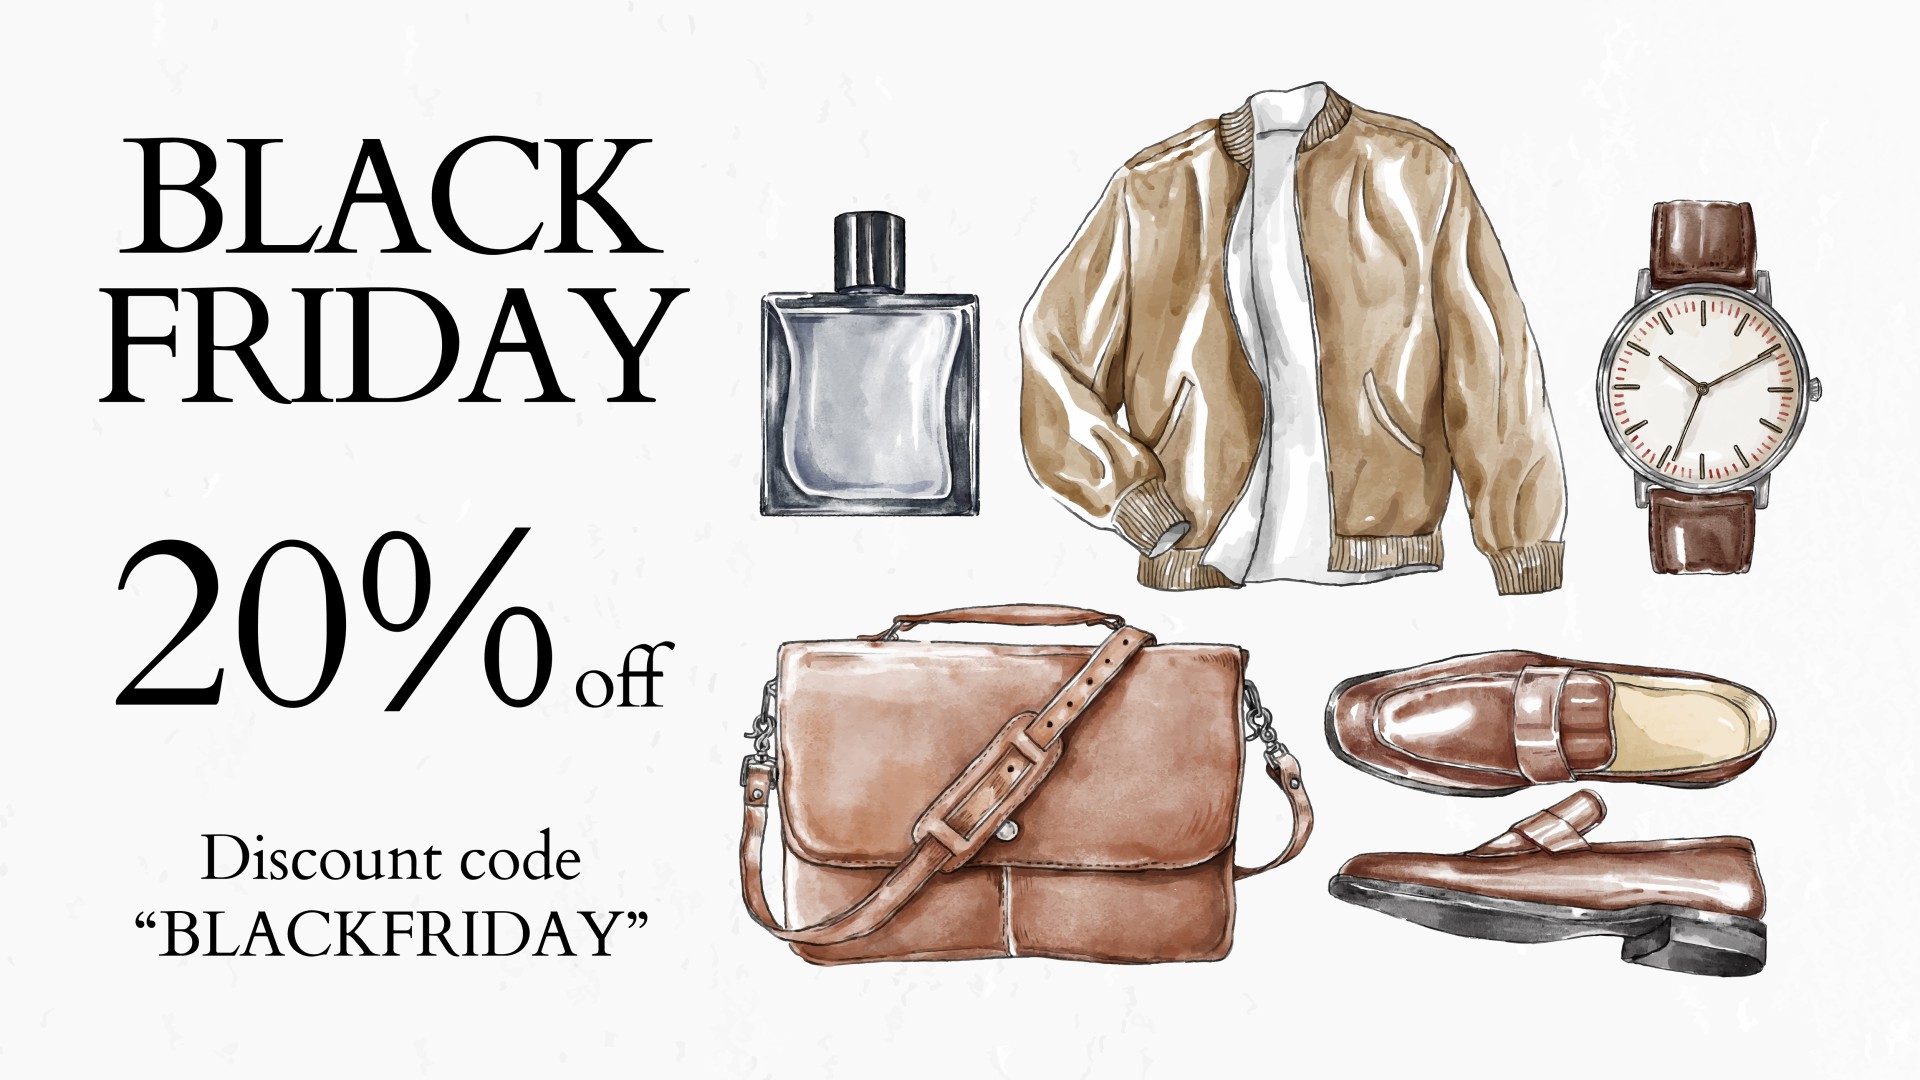 BLACK
FRIDAY
20% off
Discount code
“BLACKFRIDAY”